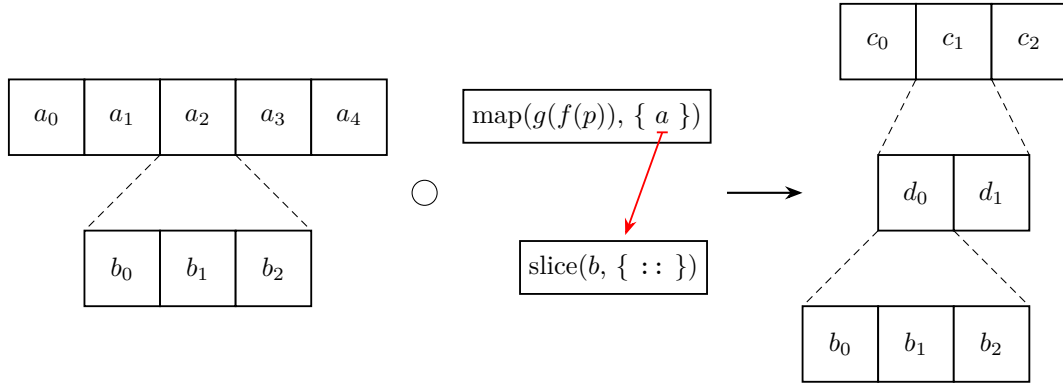 a₀ a₁ a₂ a₃ a₄
b₀ b₁ b₂
map(g(f(p)), { a })
slice(b, { : : })
c₀ c₁ c₂
d₀ d₁
b₀ b₁ b₂